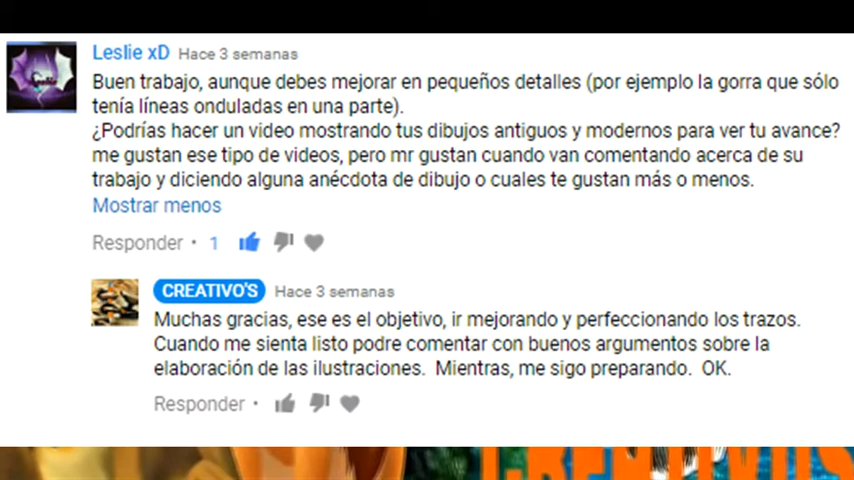 Leslie xD Hace 3 semanas
Buen trabajo, aunque debes mejorar en pequeños detalles (por ejemplo la gorra que sólo
tenía líneas onduladas en una parte).
¿Podrías hacer un video mostrando tus dibujos antiguos y modernos para ver tu avance?
me gustan ese tipo de videos, pero mr gustan cuando van comentando acerca de su
trabajo y diciendo alguna anécdota de dibujo o cuales te gustan más o menos.
Mostrar menos
Responder · 1
CREATIVO'S Hace 3 semanas
Muchas gracias, ese es el objetivo, ir mejorando y perfeccionando los trazos.
Cuando me sienta listo podre comentar con buenos argumentos sobre la
elaboración de las ilustraciones. Mientras, me sigo preparando. OK.
Responder ·